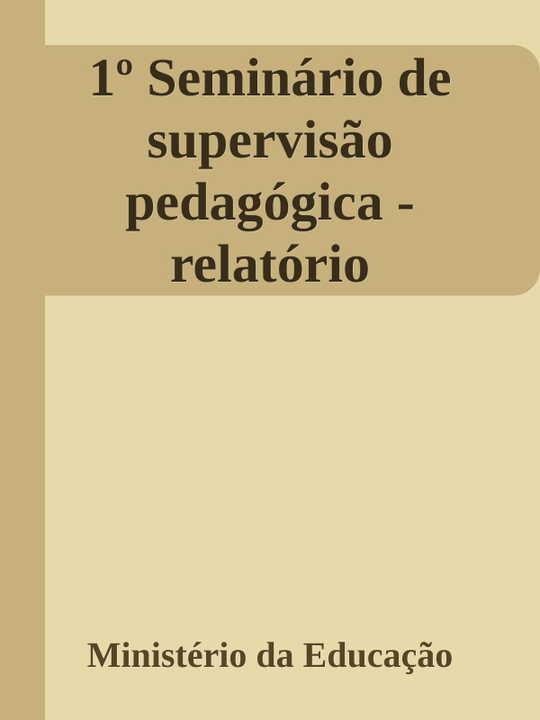 1º Seminário de
supervisão
pedagógica -
relatório
Ministério da Educação